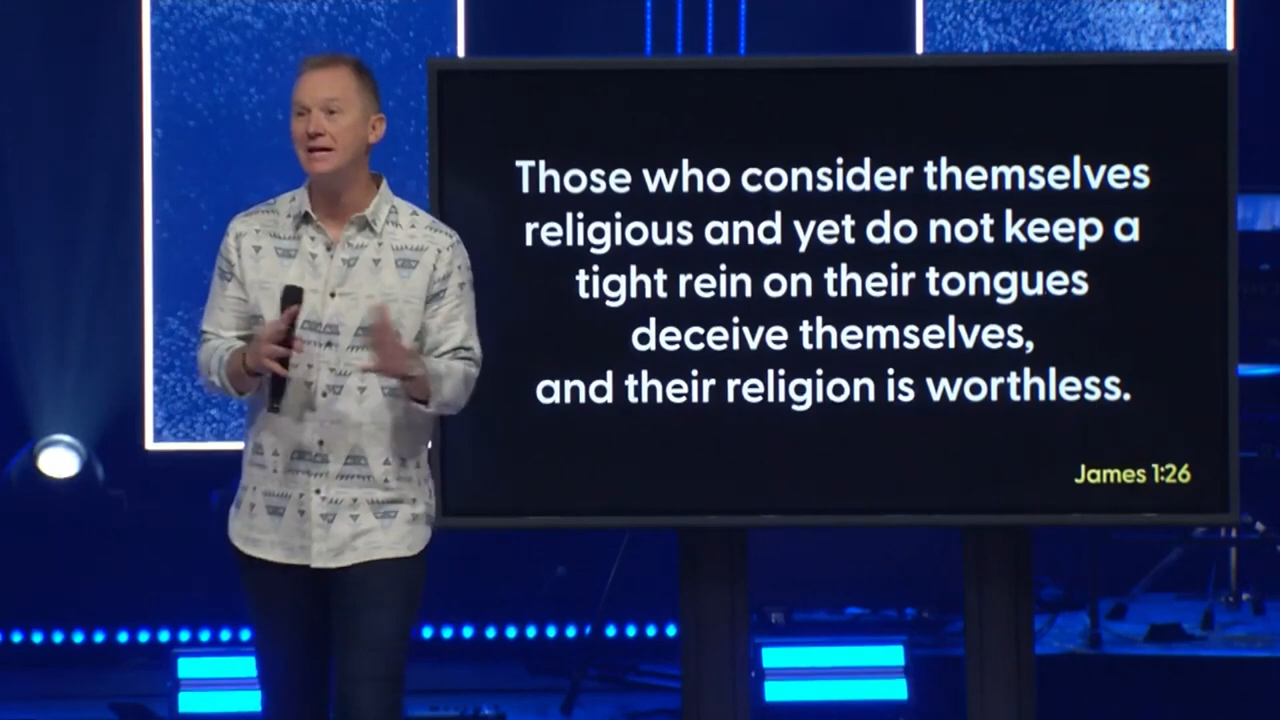 Those who consider themselves
religious and yet do not keep a
tight rein on their tongues
deceive themselves,
and their religion is worthless.
James 1:26